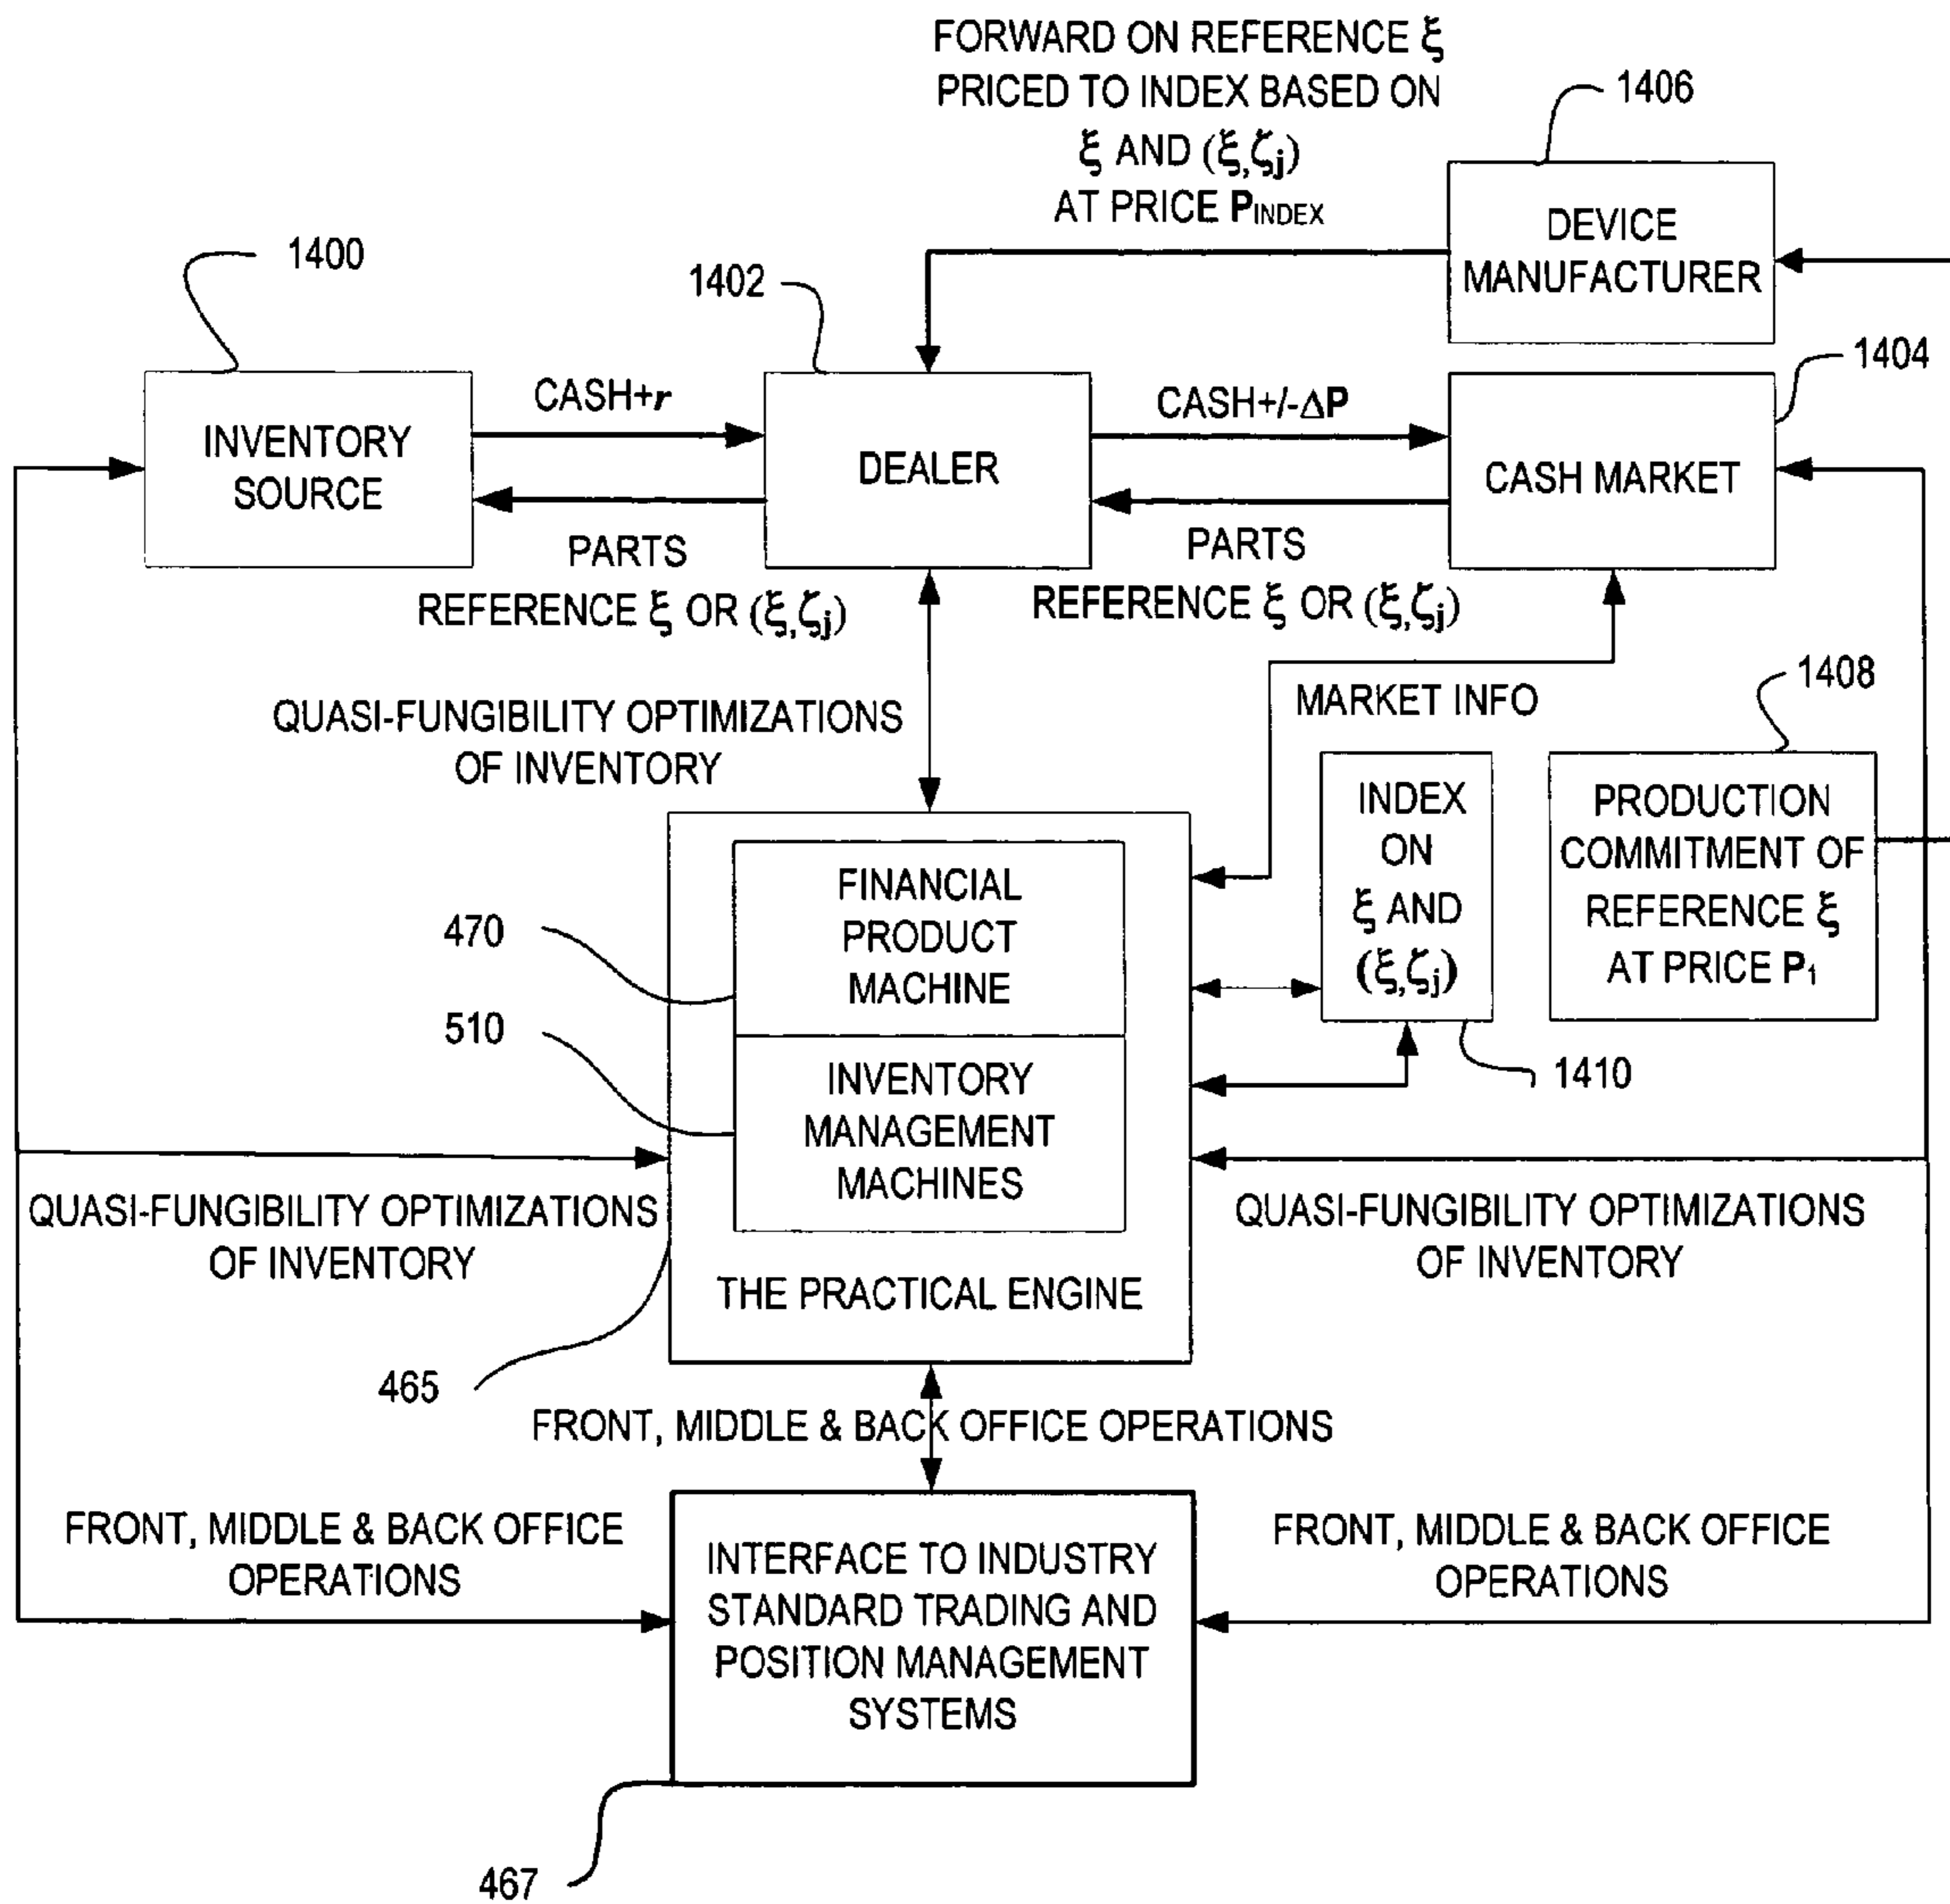 FORWARD ON REFERENCE ξ
PRICED TO INDEX BASED ON
ξ AND (ξ,ζj)
AT PRICE PINDEX
1406
DEVICE
MANUFACTURER
1400
1402
1404
INVENTORY
SOURCE
CASH+r
DEALER
CASH+/-ΔP
CASH MARKET
PARTS
REFERENCE ξ OR (ξ,ζj)
PARTS
REFERENCE ξ OR (ξ,ζj)
QUASI-FUNGIBILITY OPTIMIZATIONS
OF INVENTORY
MARKET INFO
1408
INDEX
ON
ξ AND
(ξ,ζj)
PRODUCTION
COMMITMENT OF
REFERENCE ξ
AT PRICE P1
1410
470
FINANCIAL
PRODUCT
MACHINE
510
INVENTORY
MANAGEMENT
MACHINES
QUASI-FUNGIBILITY OPTIMIZATIONS
OF INVENTORY
QUASI-FUNGIBILITY OPTIMIZATIONS
OF INVENTORY
THE PRACTICAL ENGINE
465
FRONT, MIDDLE & BACK OFFICE OPERATIONS
FRONT, MIDDLE & BACK OFFICE
OPERATIONS
INTERFACE TO INDUSTRY
STANDARD TRADING AND
POSITION MANAGEMENT
SYSTEMS
FRONT, MIDDLE & BACK OFFICE
OPERATIONS
467